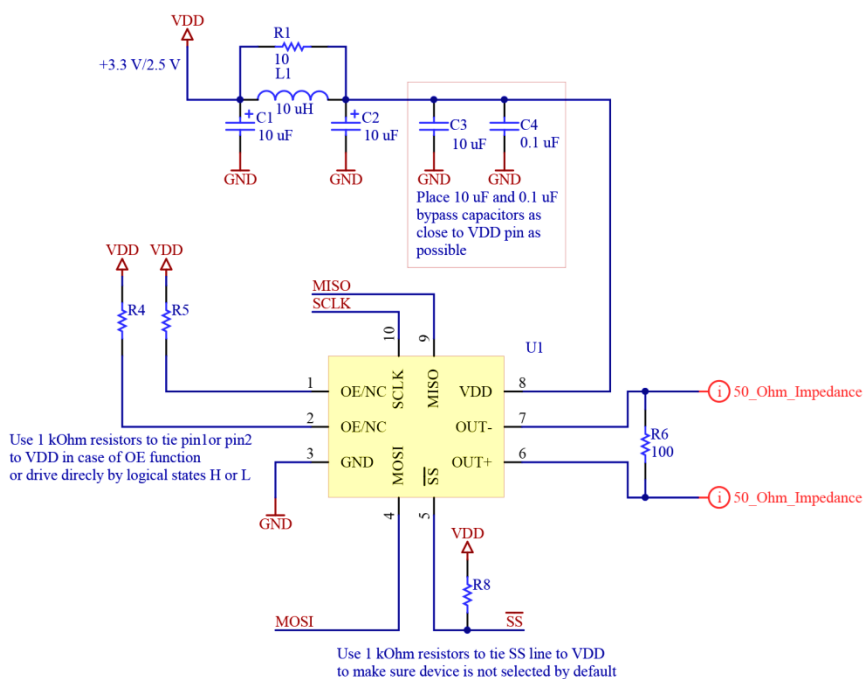 VDD
R1
+3.3 V/2.5 V
10
L1
10 uH
C1
10 uF
C2
10 uF
C3
10 uF
C4
0.1 uF
GND
GND
GND
GND
Place 10 uF and 0.1 uF
bypass capacitors as
close to VDD pin as
possible
VDD
VDD
R4
R5
MISO
SCLK
10
9
U1
1
OE/NC
SCLK
MISO
VDD
8
50_Ohm_Impedance
2
OE/NC
OUT-
7
R6
100
3
GND
MOSI
SS
OUT+
6
50_Ohm_Impedance
Use 1 kOhm resistors to tie pin1or pin2
to VDD in case of OE function
or drive direcly by logical states H or L
GND
4
5
VDD
R8
MOSI
SS
Use 1 kOhm resistors to tie SS line to VDD
to make sure device is not selected by default